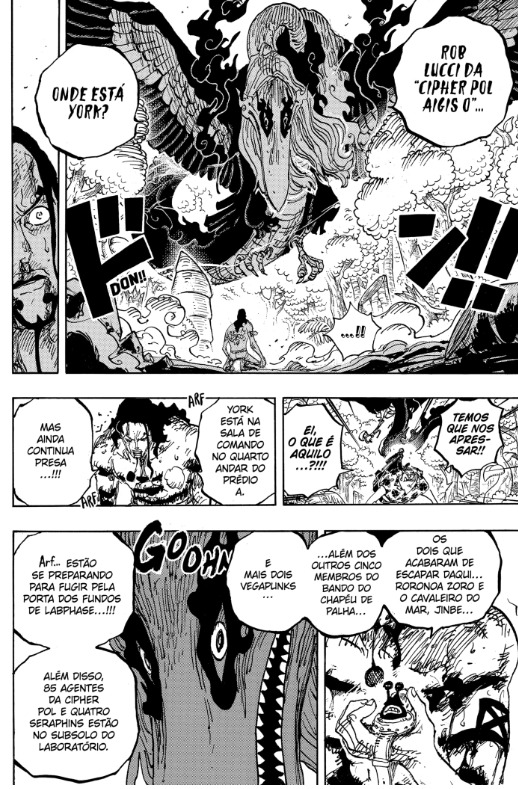 ROB
LUCCI DA
"CIPHER POL
AIGIS 0"...
ONDE ESTÁ
YORK?
ドン!!
DON!!
...!!
TEMOS
QUE NOS
APRES-
SAR!!
EI,
O QUE É
AQUILO
...?!!!
YORK
ESTÁ NA
SALA DE
COMANDO
NO QUARTO
ANDAR DO
PRÉDIO
A.
ARF
ARF
MAS
AINDA
CONTINUA
PRESA
...!!!
OS
DOIS QUE
ACABARAM DE
ESCAPAR DAQUI...
RORONOA ZORO E
O CAVALEIRO DO
MAR, JINBE...
...ALÉM DOS
OUTROS CINCO
MEMBROS DO
BANDO DO
CHAPÉU DE
PALHA...
E
MAIS DOIS
VEGAPUNKS
...
Arf... ESTÃO
SE PREPARANDO
PARA FUGIR PELA
PORTA DOS FUNDOS
DE LABPHASE...!!!
ALÉM DISSO,
85 AGENTES
DA CIPHER
POL E QUATRO
SERAPHINS ESTÃO
NO SUBSOLO DO
LABORATÓRIO.